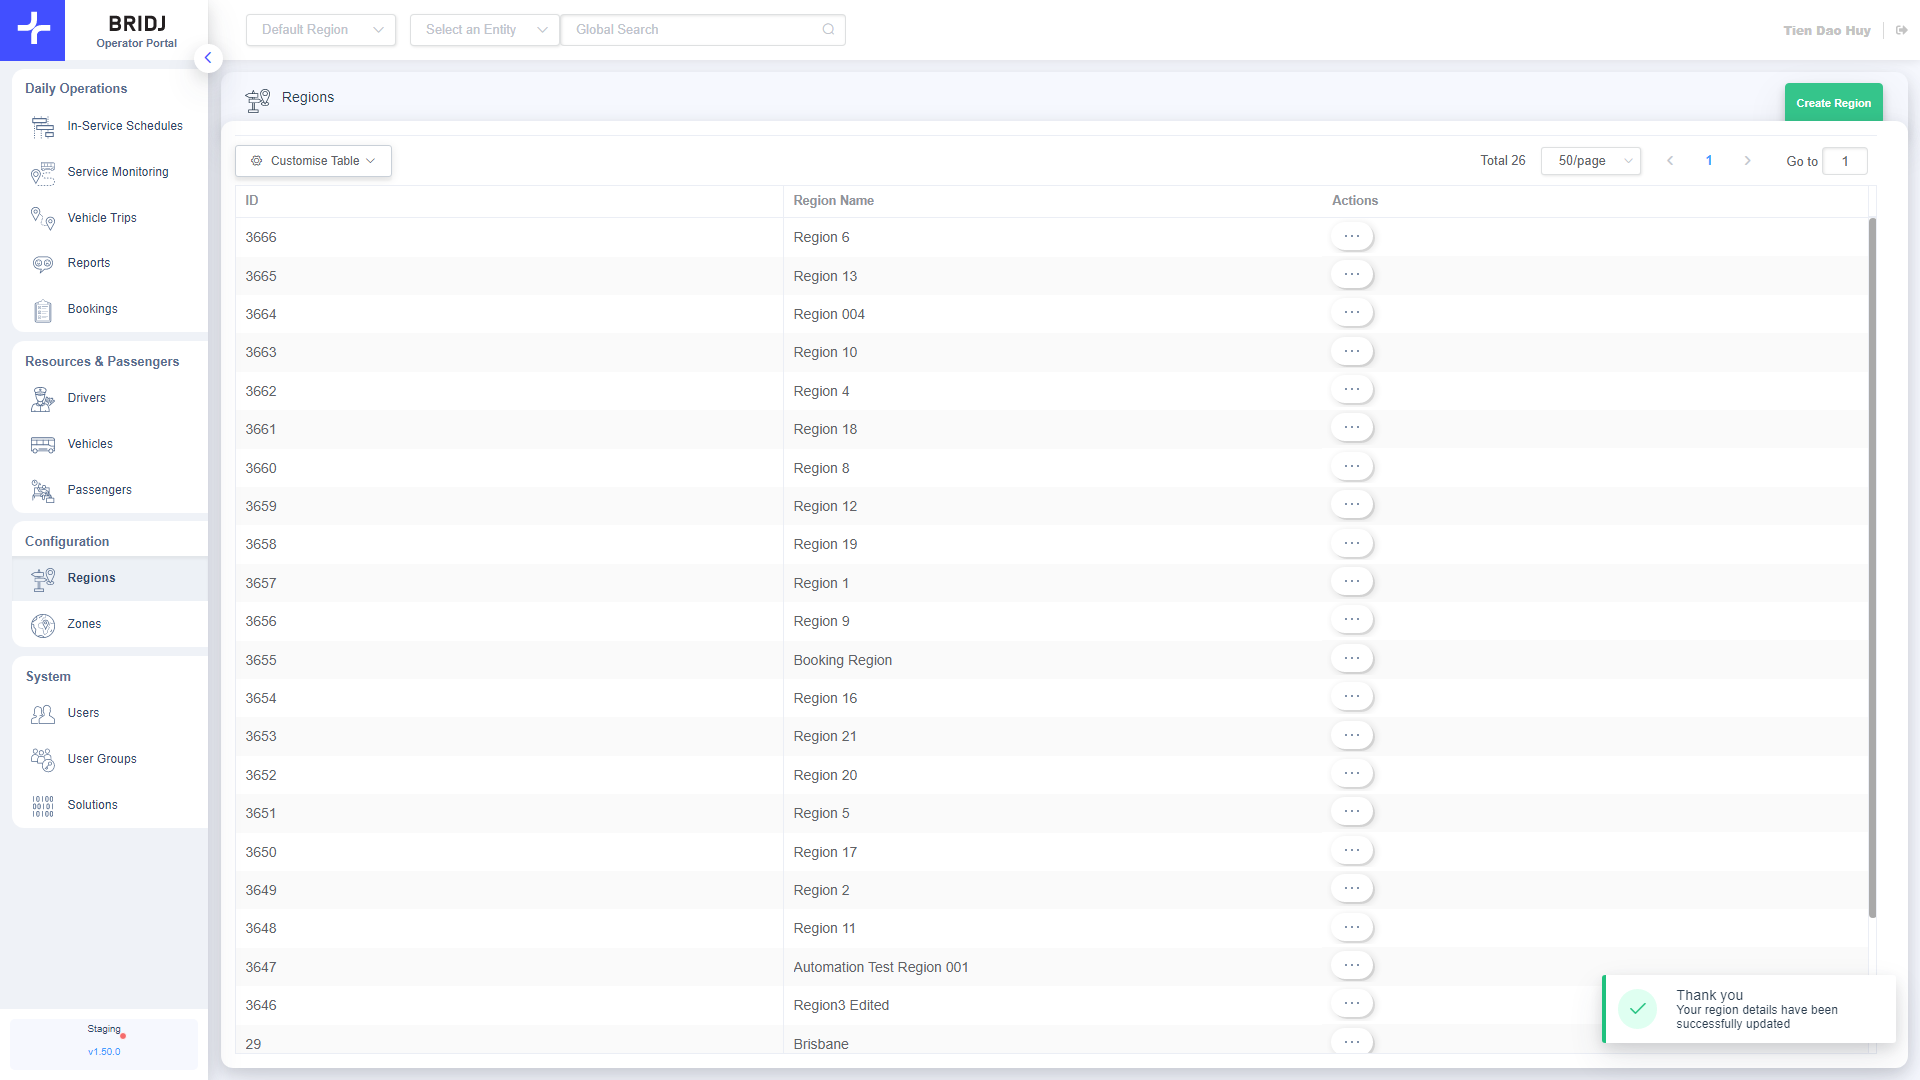 BRIDJ
Operator Portal
Default Region
Select an Entity
Global Search
Tien Dao Huy
Daily Operations
In-Service Schedules
Service Monitoring
Vehicle Trips
Reports
Bookings
Resources & Passengers
Drivers
Vehicles
Passengers
Configuration
Regions
Zones
System
Users
User Groups
10100
00101
10100
Solutions
Staging
v1.50.0
Regions
Create Region
Customise Table
Total 26
50/page
1
Go to
1
ID Region Name Actions
3666 Region 6 ...
3665 Region 13 ...
3664 Region 004 ...
3663 Region 10 ...
3662 Region 4 ...
3661 Region 18 ...
3660 Region 8 ...
3659 Region 12 ...
3658 Region 19 ...
3657 Region 1 ...
3656 Region 9 ...
3655 Booking Region ...
3654 Region 16 ...
3653 Region 21 ...
3652 Region 20 ...
3651 Region 5 ...
3650 Region 17 ...
3649 Region 2 ...
3648 Region 11 ...
3647 Automation Test Region 001 ...
3646 Region3 Edited ...
29 Brisbane ...
Thank you
Your region details have been
successfully updated